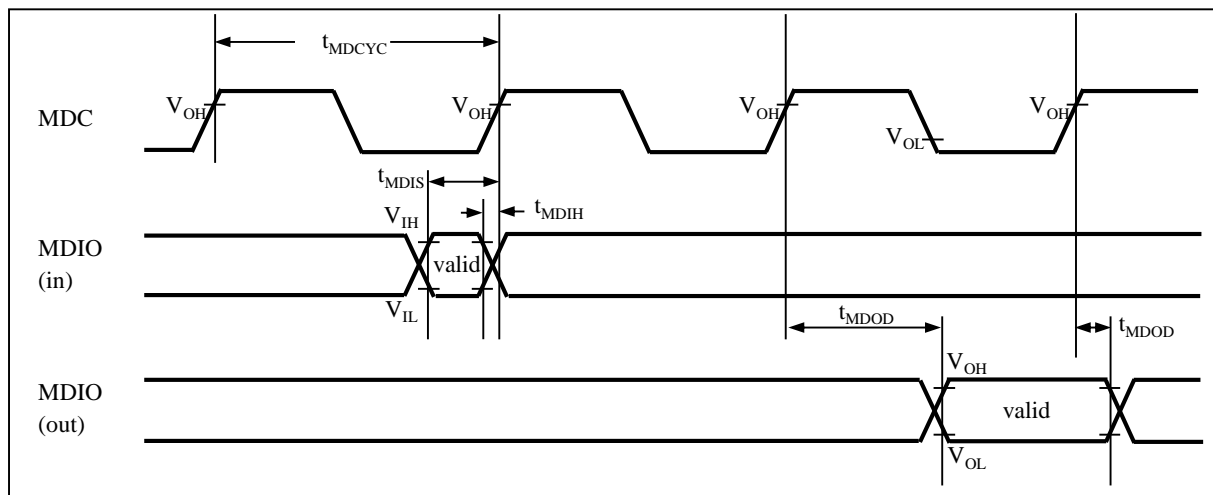 tMDCYC
MDC
VOH
VOH
VOH
VOL
VOH
tMDIS
VIH
tMDIH
MDIO
(in)
valid
VIL
tMDOD
tMDOD
MDIO
(out)
VOH
valid
VOL